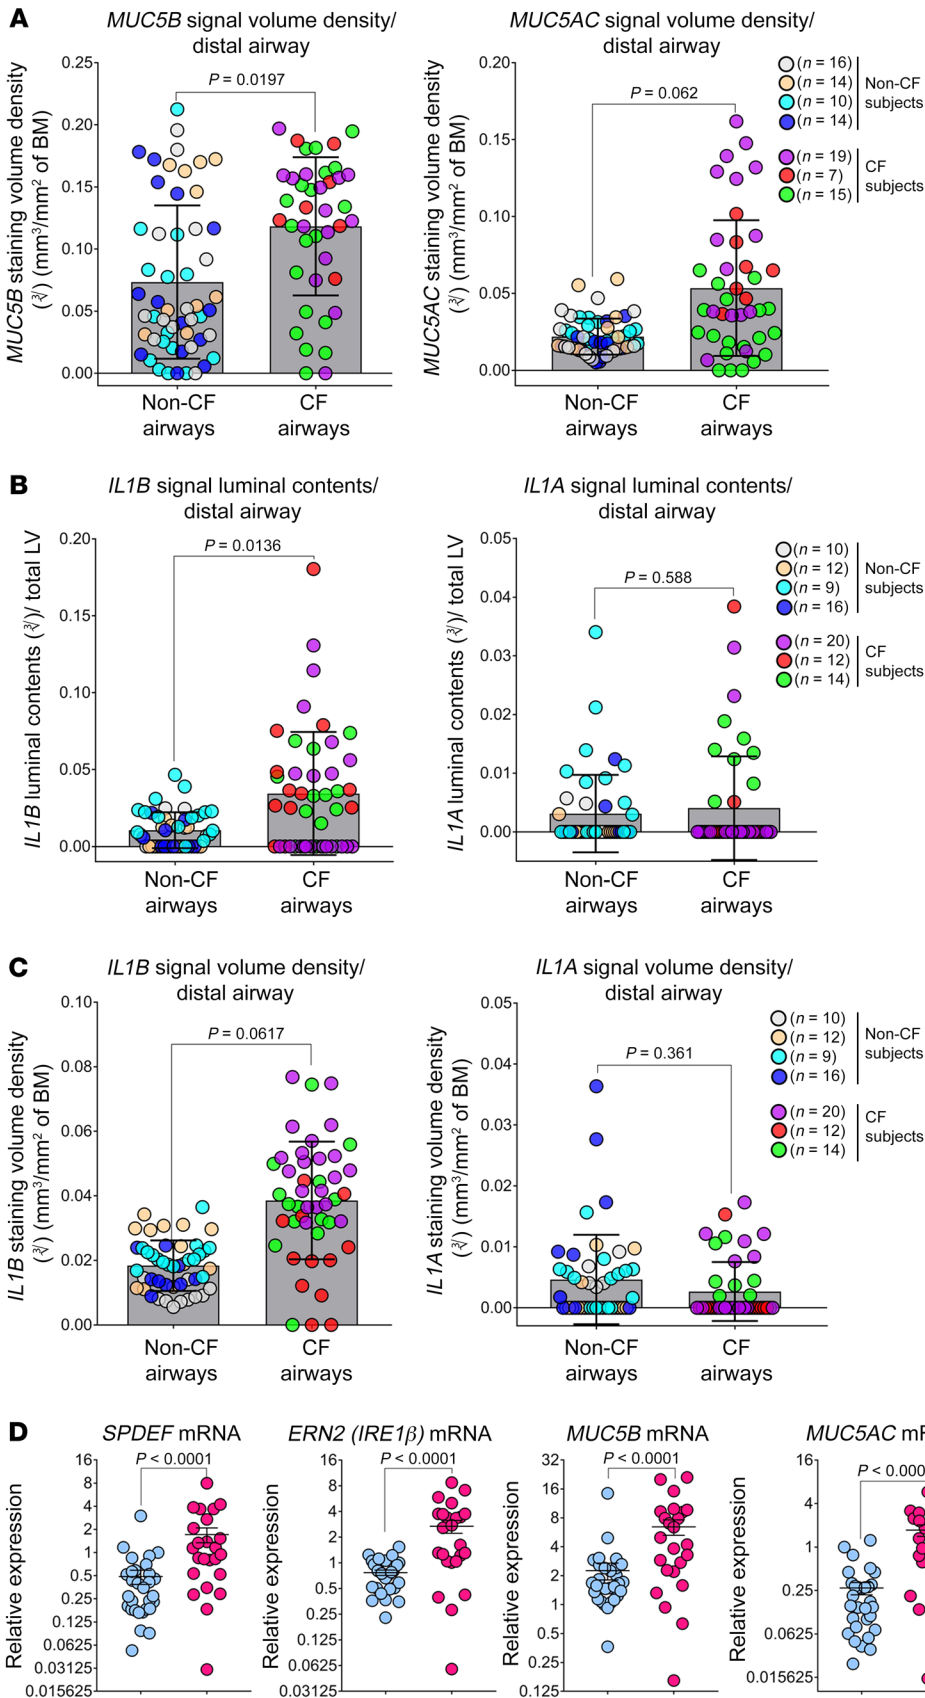 A
MUC5B signal volume density/
distal airway
MUC5B staining volume density
(3/) (mm3/mm2 of BM)
0.25
0.20
0.15
0.10
0.05
0.00
P = 0.0197
Non-CF
airways
CF
airways
MUC5AC signal volume density/
distal airway
MUC5AC staining volume density
(3/) (mm3/mm2 of BM)
0.20
0.15
0.10
0.05
0.00
P = 0.062
Non-CF
airways
CF
airways
(n = 16)
(n = 14)
(n = 10)
(n = 14)
Non-CF
subjects
(n = 19)
(n = 7)
(n = 15)
CF
subjects
B
IL1B signal luminal contents/
distal airway
IL1B luminal contents (3/)/ total LV
0.20
0.15
0.10
0.05
0.00
P = 0.0136
Non-CF
airways
CF
airways
IL1A signal luminal contents/
distal airway
IL1A luminal contents (3/)/ total LV
0.05
0.04
0.03
0.02
0.01
0.00
P = 0.588
Non-CF
airways
CF
airways
(n = 10)
(n = 12)
(n = 9)
(n = 16)
Non-CF
subjects
(n = 20)
(n = 12)
(n = 14)
CF
subjects
C
IL1B signal volume density/
distal airway
IL1B staining volume density
(3/) (mm3/mm2 of BM)
0.10
0.08
0.06
0.04
0.02
0.00
P = 0.0617
Non-CF
airways
CF
airways
IL1A signal volume density/
distal airway
IL1A staining volume density
(3/) (mm3/mm2 of BM)
0.05
0.04
0.03
0.02
0.01
0.00
P = 0.361
Non-CF
airways
CF
airways
(n = 10)
(n = 12)
(n = 9)
(n = 16)
Non-CF
subjects
(n = 20)
(n = 12)
(n = 14)
CF
subjects
D
SPDEF mRNA
Relative expression
16
8
4
2
1
0.5
0.25
0.125
0.0625
0.03125
0.015625
P < 0.0001
ERN2 (IRE1β) mRNA
Relative expression
16
8
4
2
1
0.5
0.25
0.125
0.0625
0.03125
P < 0.0001
MUC5B mRNA
Relative expression
32
16
8
4
2
1
0.5
0.25
0.125
P < 0.0001
MUC5AC mR
Relative expression
16
4
1
0.25
0.0625
0.015625
P < 0.000